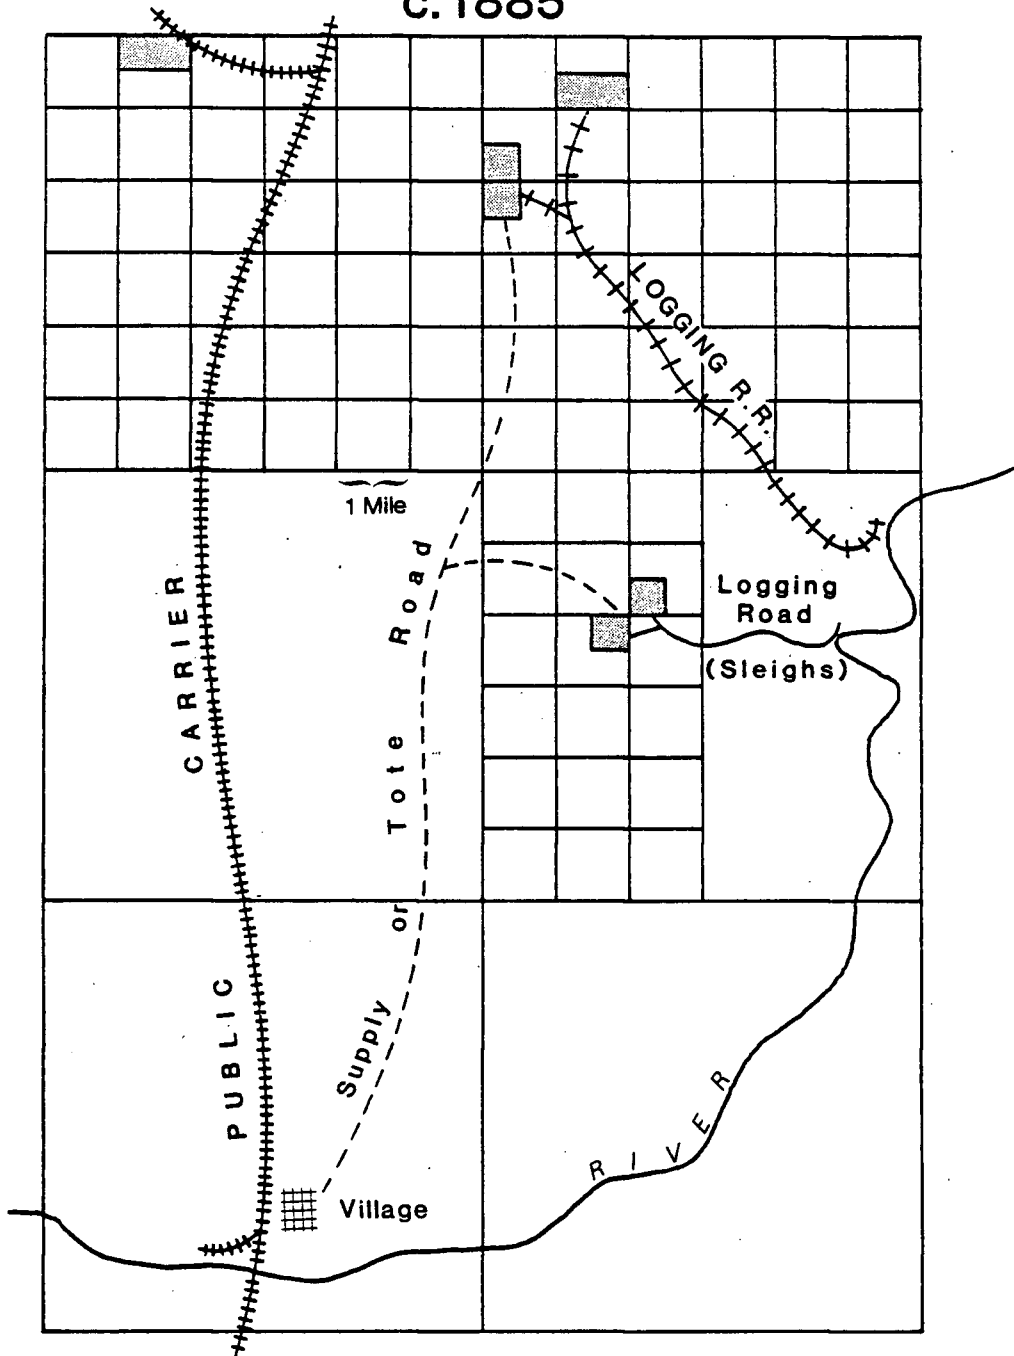 c.1885
LOGGING R.R.
1 Mile
Logging
Road
(Sleighs)
PUBLIC CARRIER
Supply or Tote Road
RIVER
Village